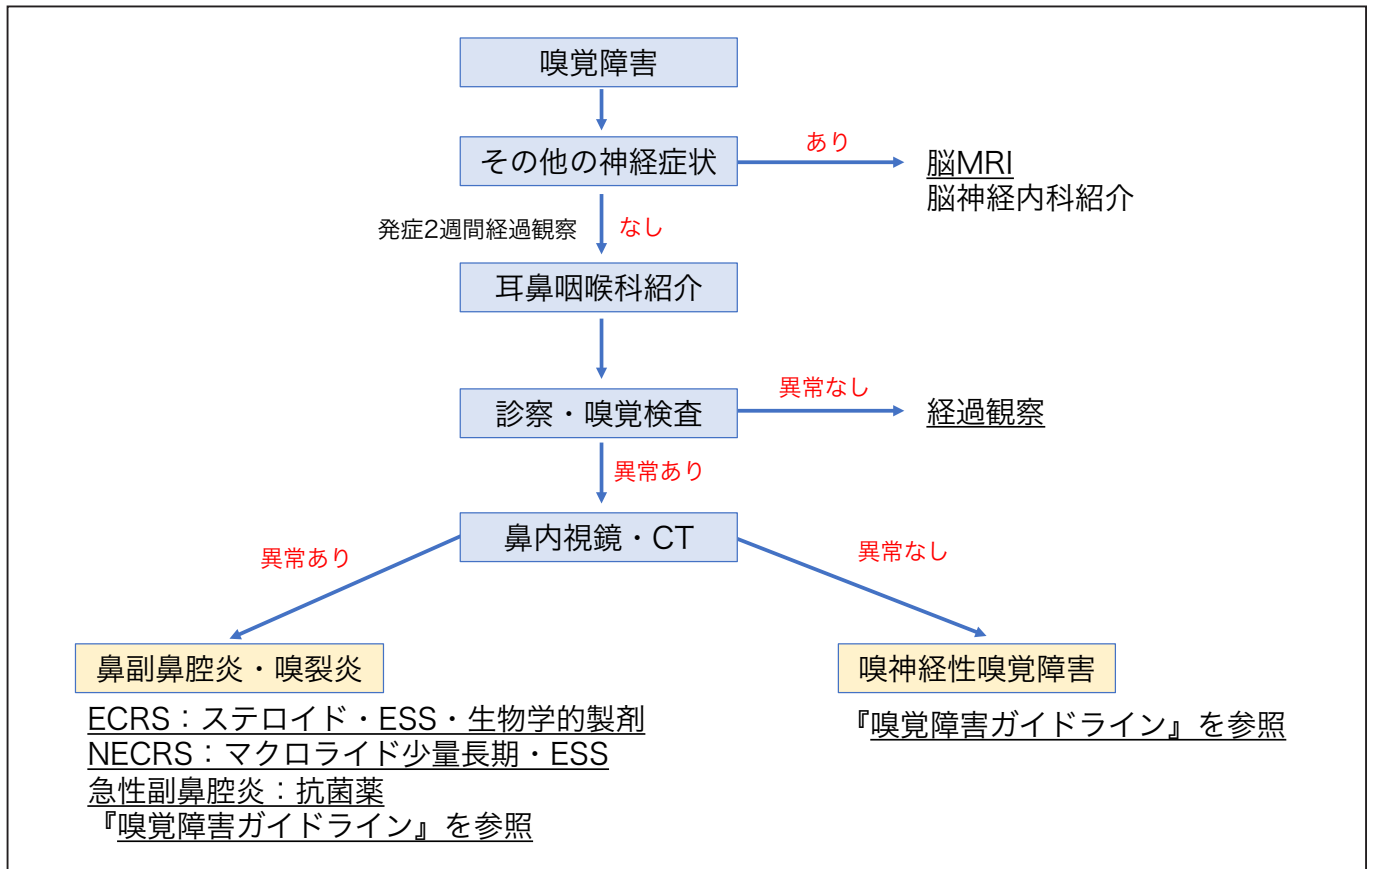 嗅覚障害
その他の神経症状
あり
脳MRI
脳神経内科紹介
発症2週間経過観察
なし
耳鼻咽喉科紹介
診察・嗅覚検査
異常なし
経過観察
異常あり
鼻内視鏡・CT
異常あり
異常なし
鼻副鼻腔炎・嗅裂炎
ECRS：ステロイド・ESS・生物学的製剤
NECRS：マクロライド少量長期・ESS
急性副鼻腔炎：抗菌薬
『嗅覚障害ガイドライン』を参照
嗅神経性嗅覚障害
『嗅覚障害ガイドライン』を参照